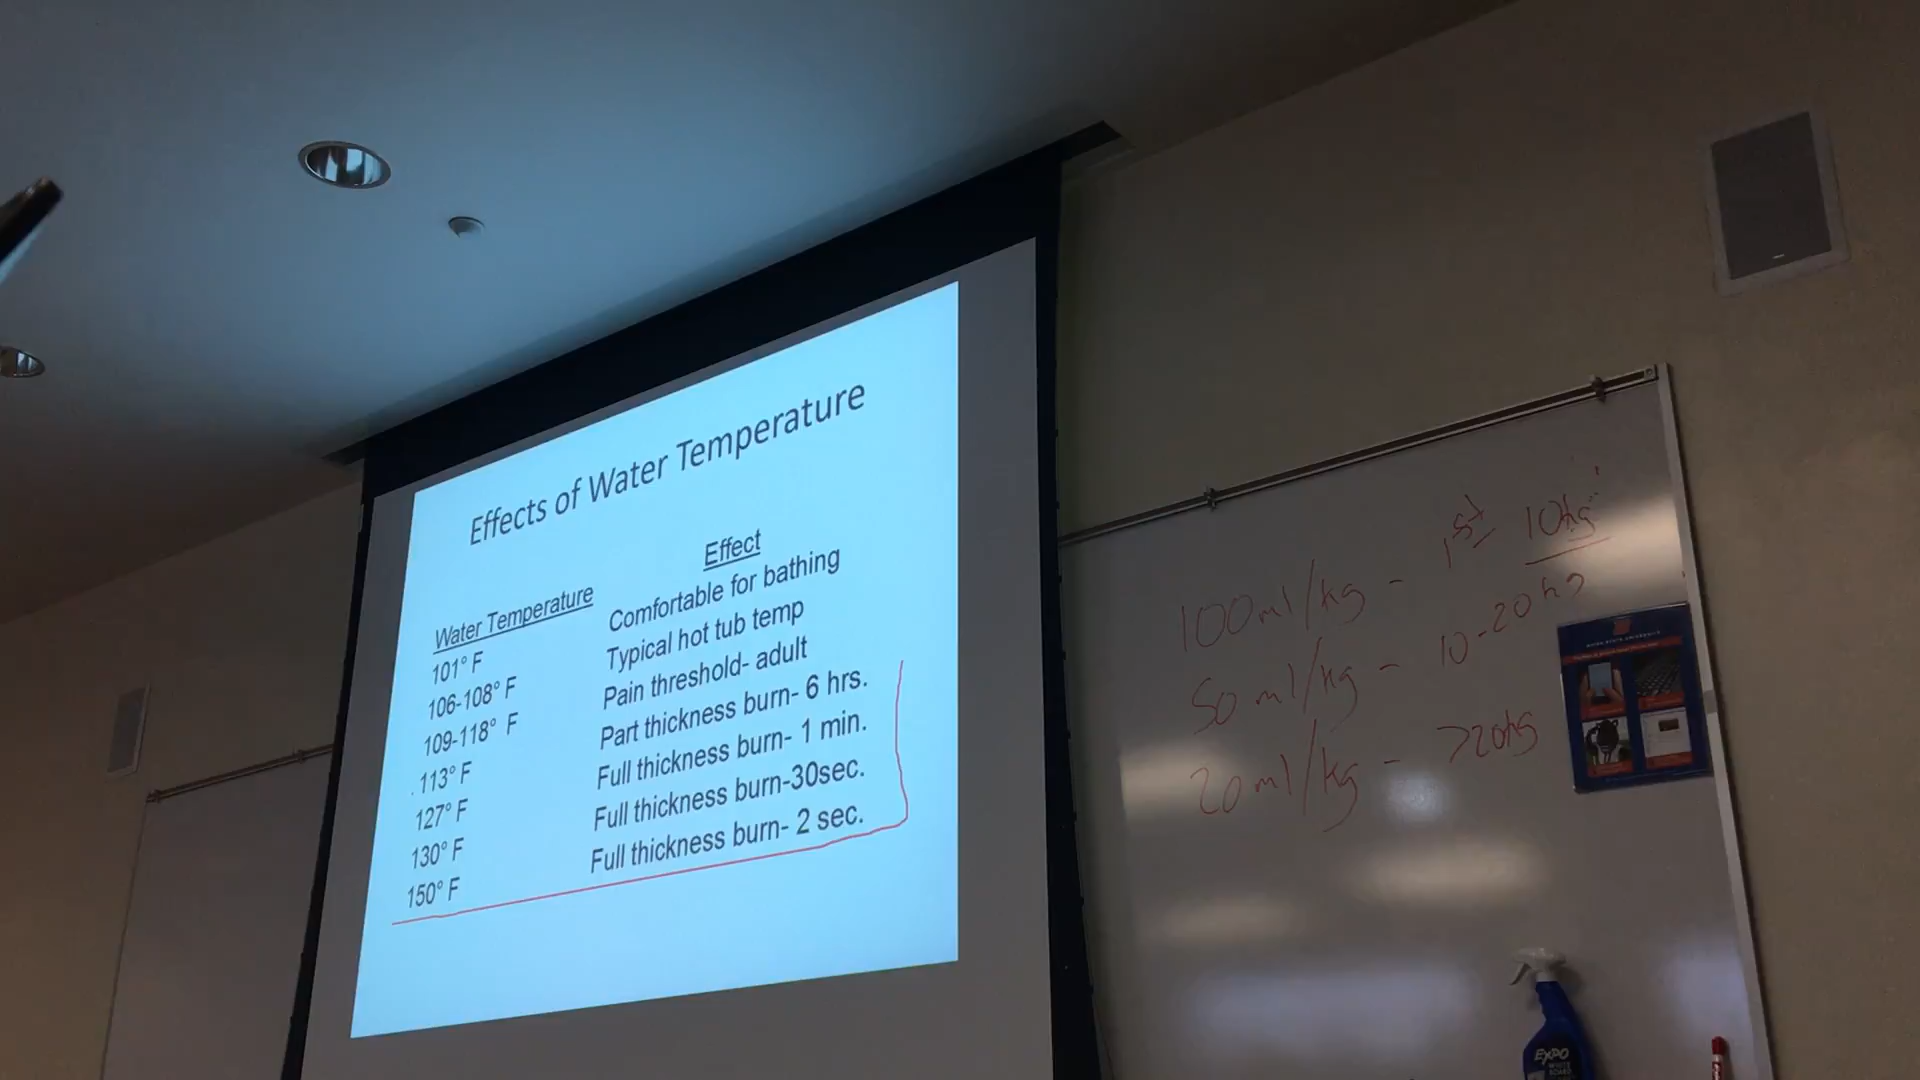 Effects of Water Temperature
Water Temperature Effect
101° F Comfortable for bathing
106-108° F Typical hot tub temp
109-118° F Pain threshold- adult
113° F Part thickness burn- 6 hrs.
127° F Full thickness burn- 1 min.
130° F Full thickness burn-30sec.
150° F Full thickness burn- 2 sec.
100ml/kg - 1st 10kg
50ml/kg - 10-20kg
20ml/kg - >20kg
EXPO
WHITE
BOARD